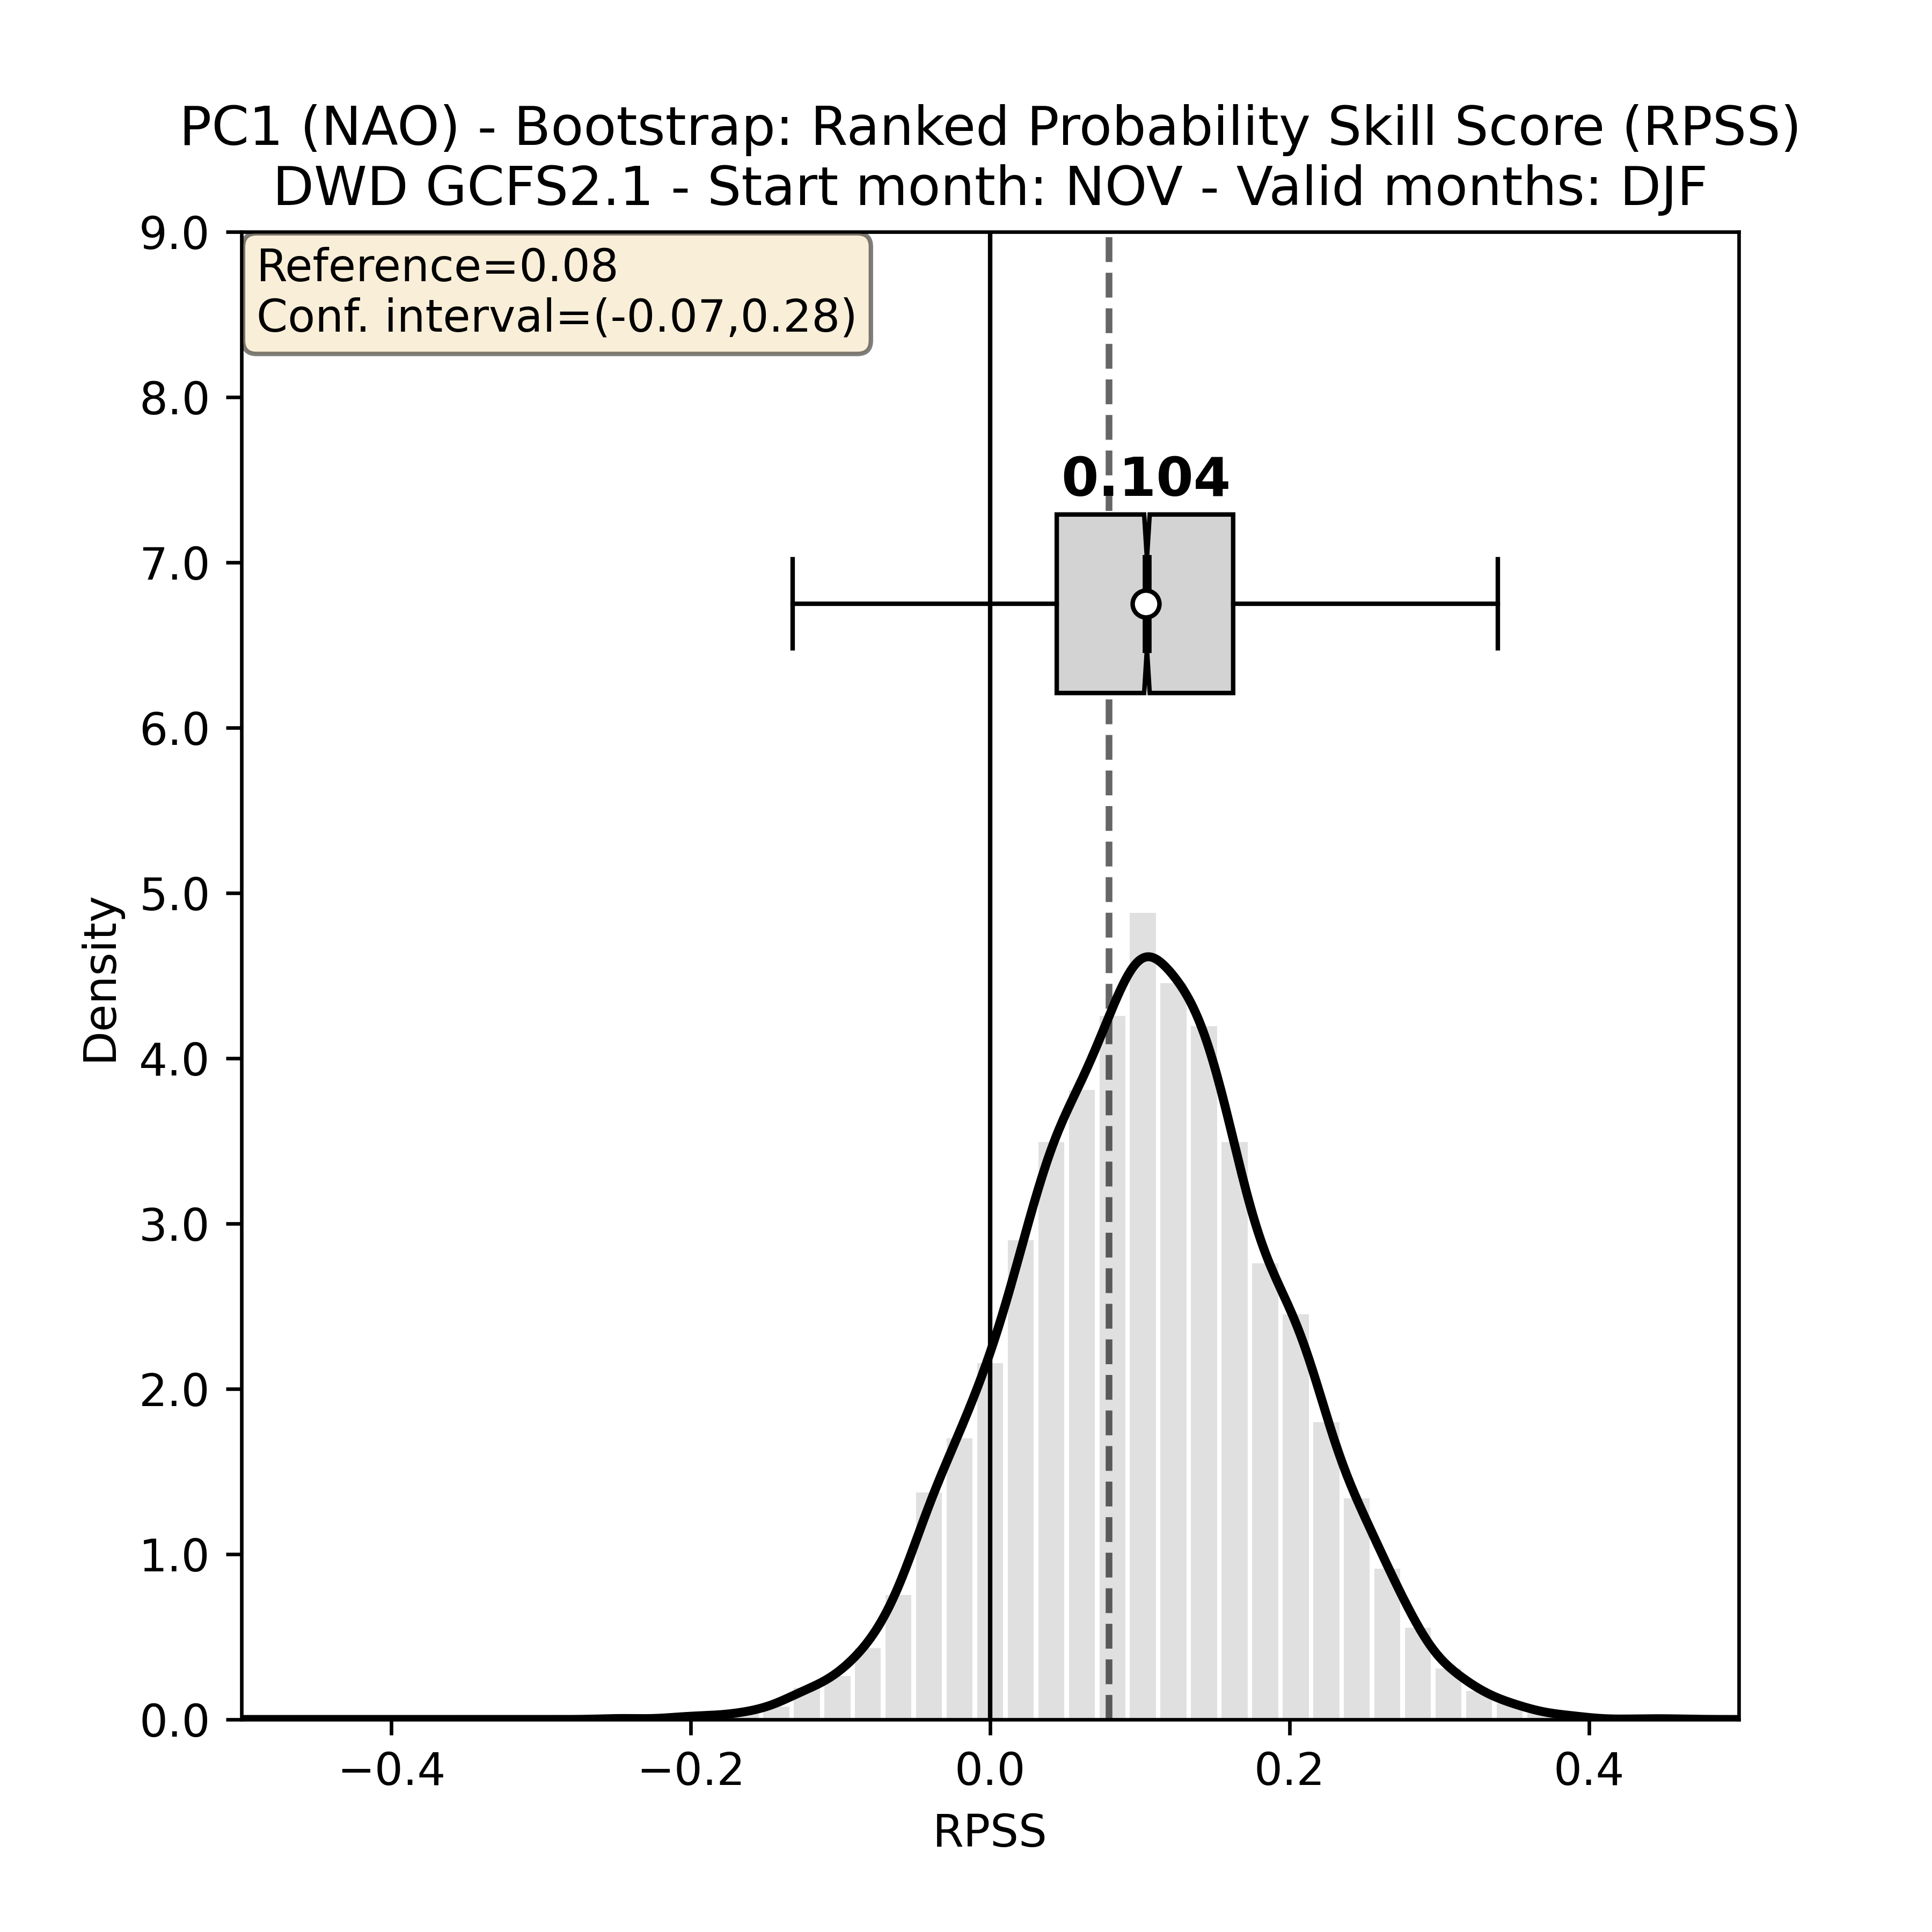 PC1 (NAO) - Bootstrap: Ranked Probability Skill Score (RPSS)
DWD GCFS2.1 - Start month: NOV - Valid months: DJF
Reference=0.08
Conf. interval=(-0.07,0.28)
0.104
9.0
8.0
7.0
6.0
5.0
4.0
3.0
2.0
1.0
0.0
Density
−0.4 −0.2 0.0 0.2 0.4
RPSS